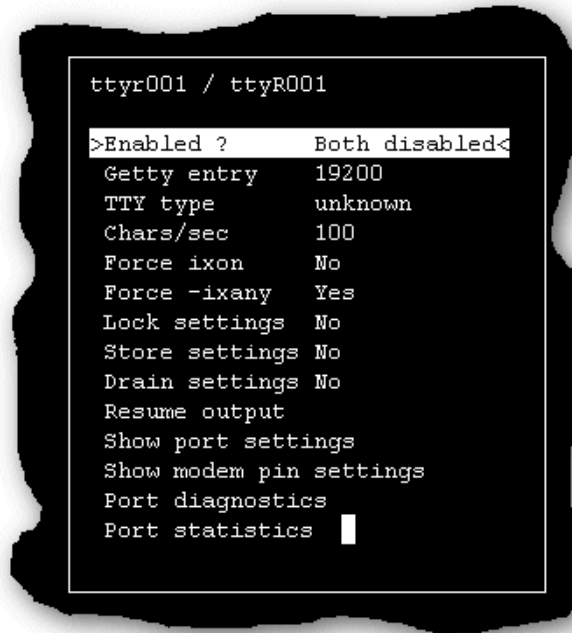 ttyr001 / ttyR001
>Enabled ? Both disabled<
Getty entry 19200
TTY type unknown
Chars/sec 100
Force ixon No
Force -ixany Yes
Lock settings No
Store settings No
Drain settings No
Resume output
Show port settings
Show modem pin settings
Port diagnostics
Port statistics